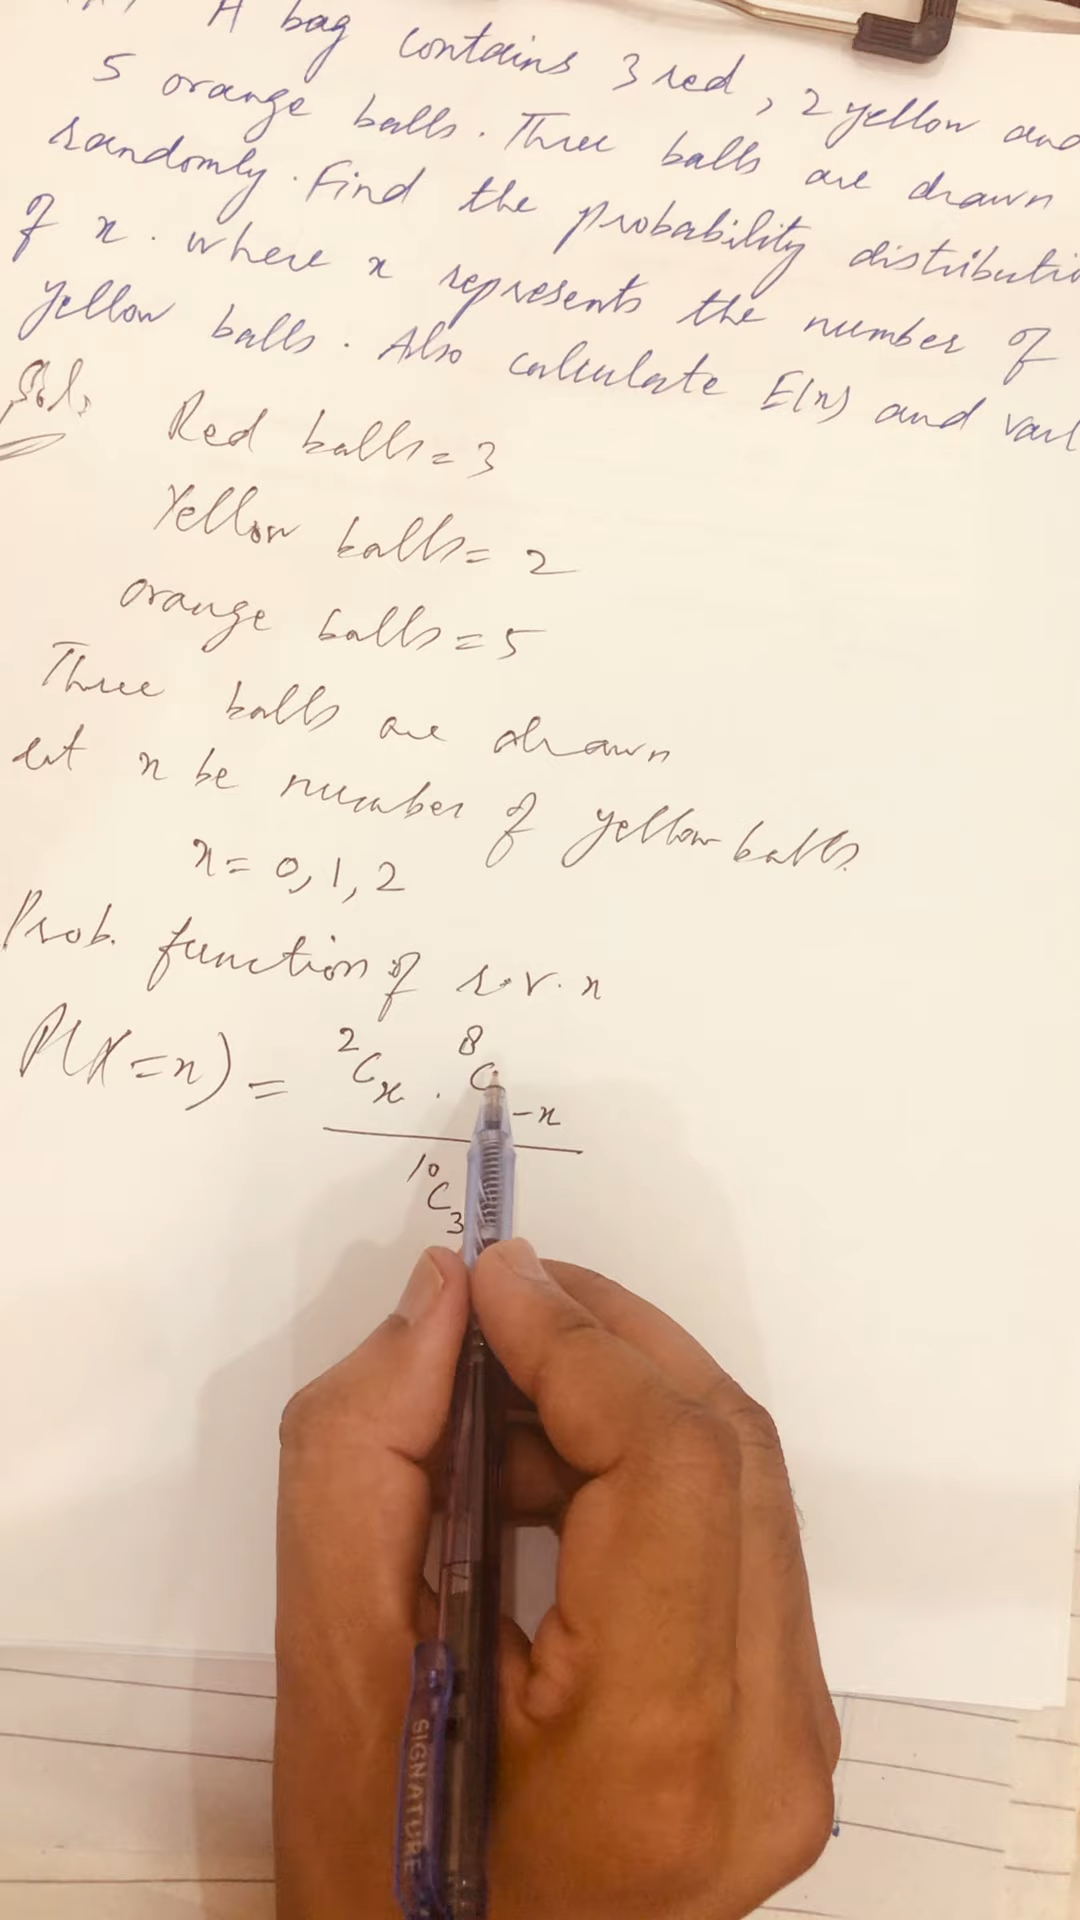 A bag contains 3 red, 2 yellow and
5 orange balls. Three balls are drawn
randomly. Find the probability distributi
of x. where x represents the number of
yellow balls. Also calculate E(x) and var
Sol.
Red balls = 3
Yellow balls = 2
orange balls = 5
Three balls are drawn
let x be number of yellow balls.
x = 0, 1, 2
Prob. function of r.v. x
P(X=x) = ²Cₓ . ⁸C -x
¹⁰C₃
SIGNATURE